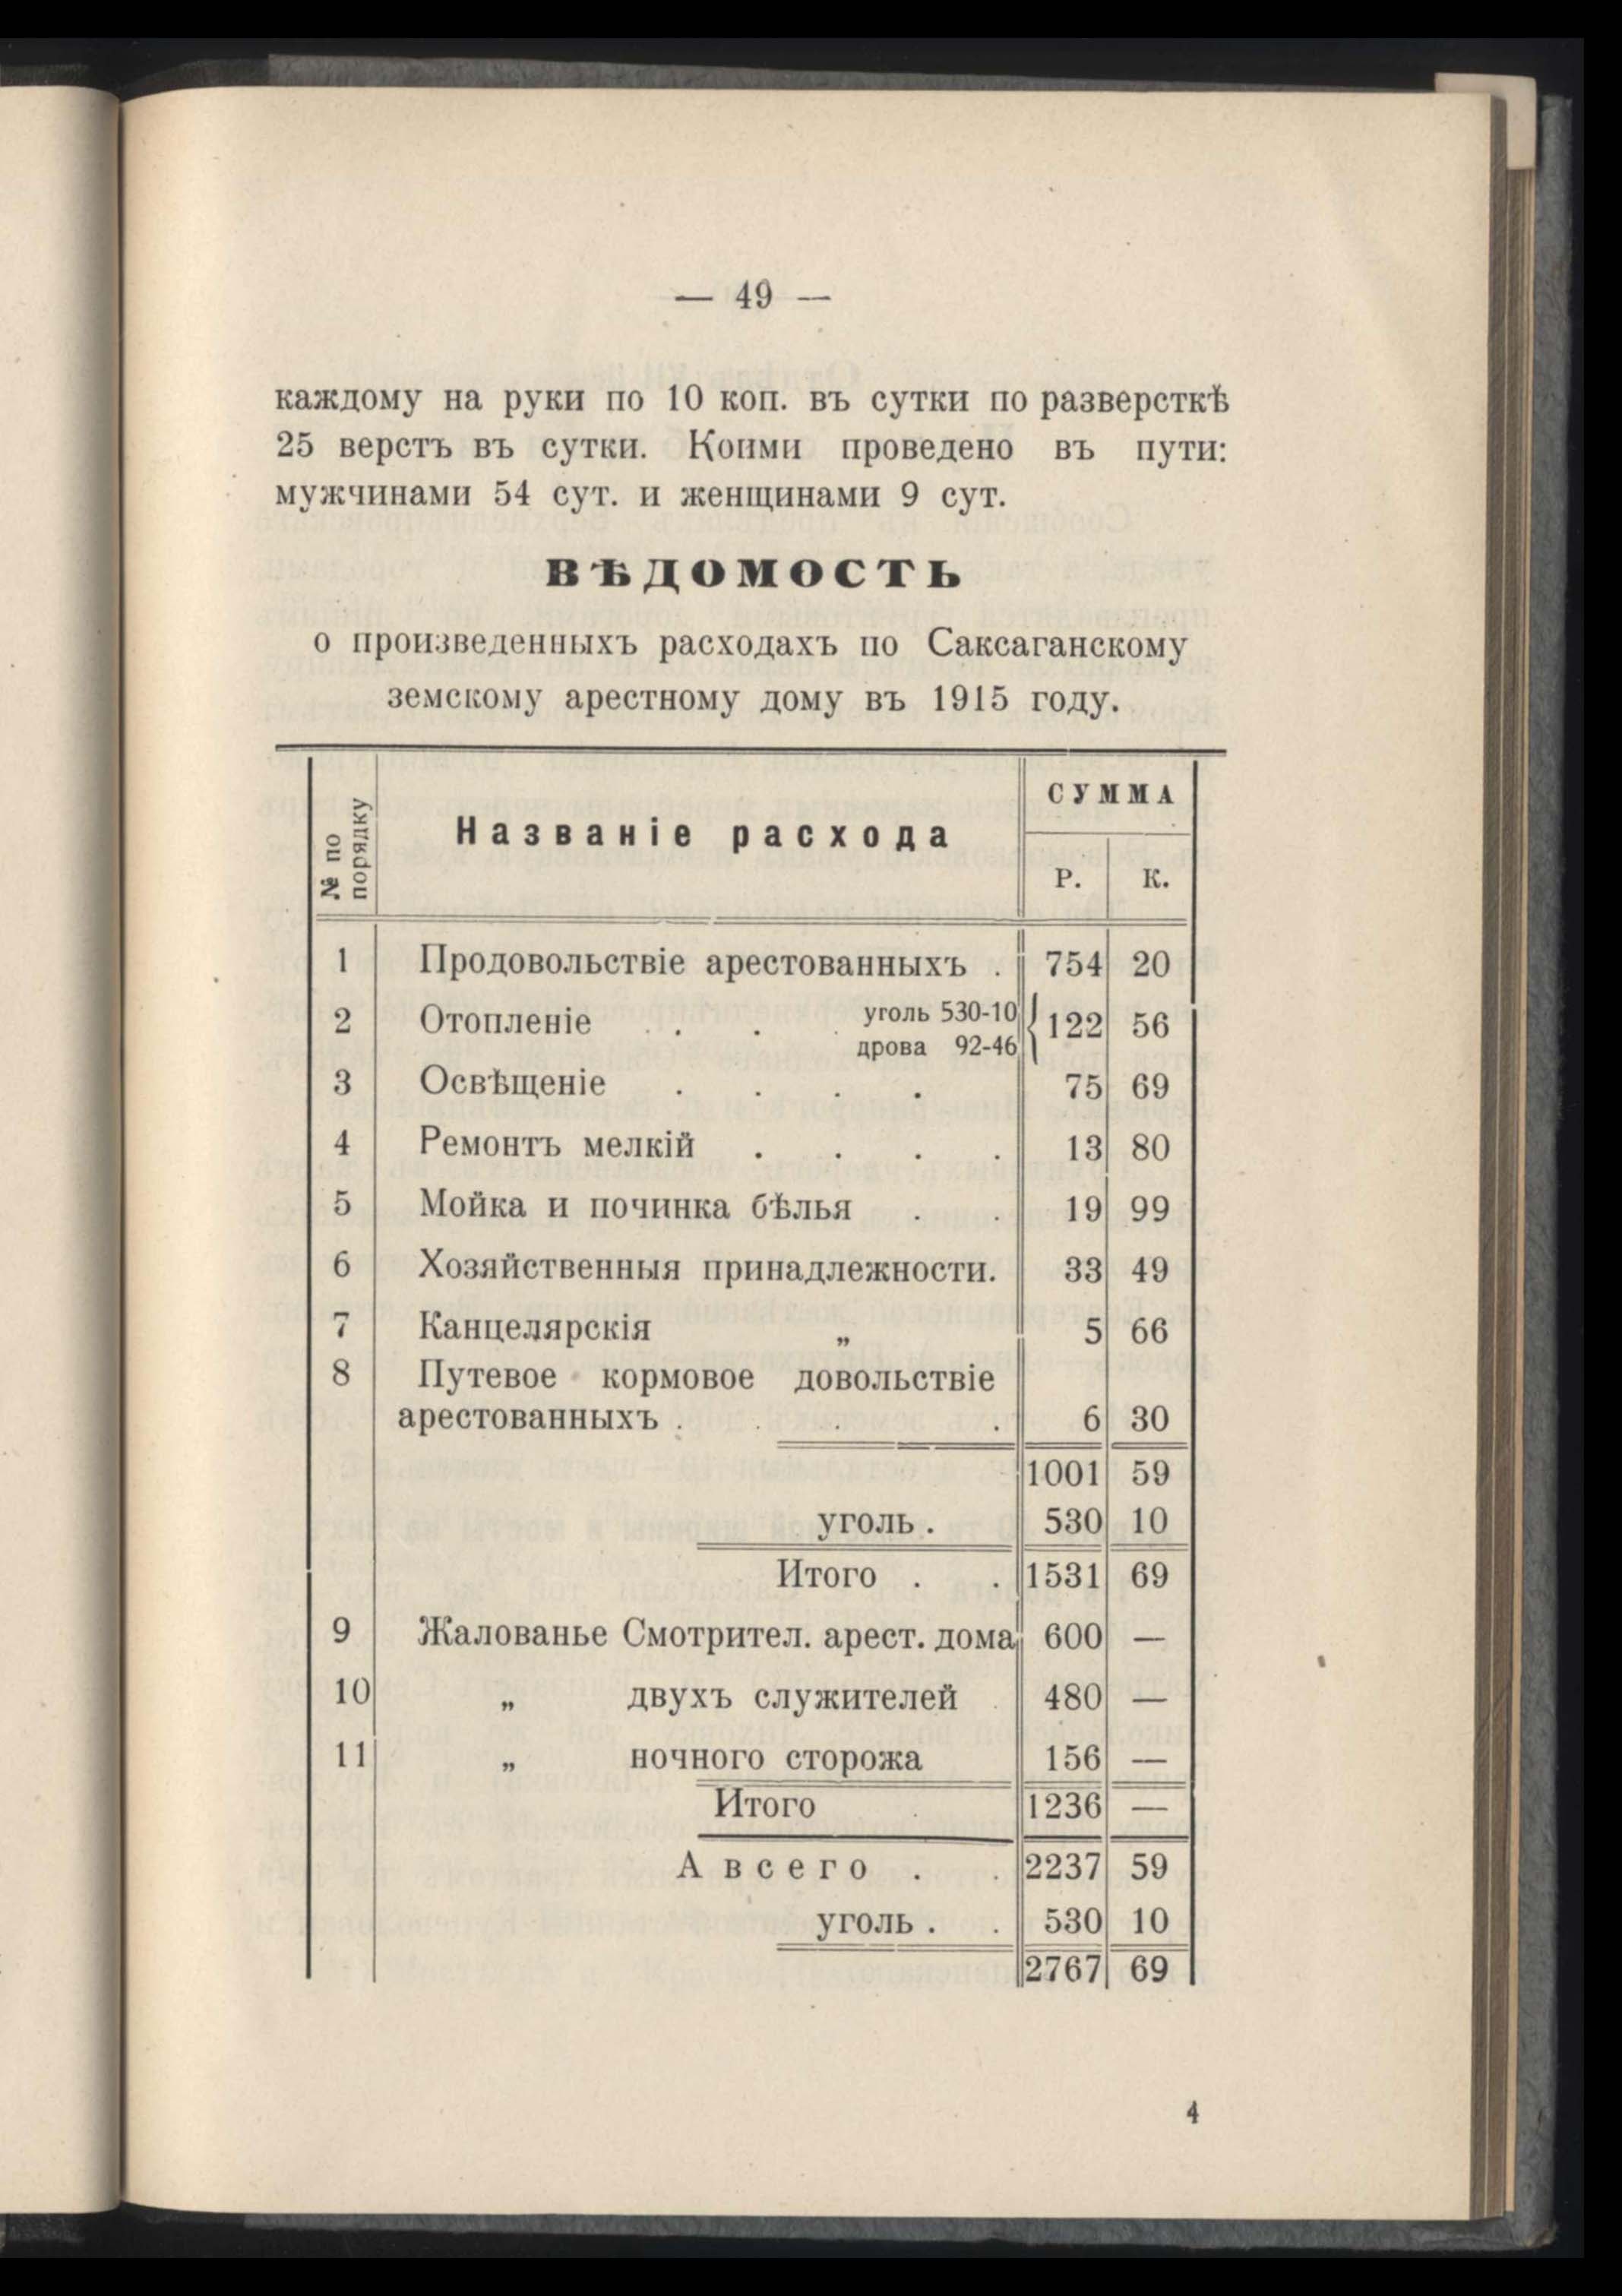 — 49 —
каждому на руки по 10 коп. въ сутки по разверсткѣ
25 верстъ въ сутки. Коими проведено въ пути:
мужчинами 54 сут. и женщинами 9 сут.
ВѢДОМОСТЬ
о произведенныхъ расходахъ по Саксаганскому
земскому арестному дому въ 1915 году.
№ по порядку Названіе расхода СУММА
Р. К.
1 Продовольствіе арестованныхъ . 754 20
2 Отопленіе . . уголь 530-10 122 56
дрова 92-46
3 Освѣщеніе . . . . 75 69
4 Ремонтъ мелкій . . . . 13 80
5 Мойка и починка бѣлья . . 19 99
6 Хозяйственныя принадлежности. 33 49
7 Канцелярскія „ 5 66
8 Путевое кормовое довольствіе
арестованныхъ . . . . 6 30
1001 59
уголь . 530 10
Итого . . 1531 69
9 Жалованье Смотрител. арест. дома 600 —
10 „ двухъ служителей 480 —
11 „ ночного сторожа 156 —
Итого 1236 —
А всего . . 2237 59
уголь . . 530 10
2767 69
4